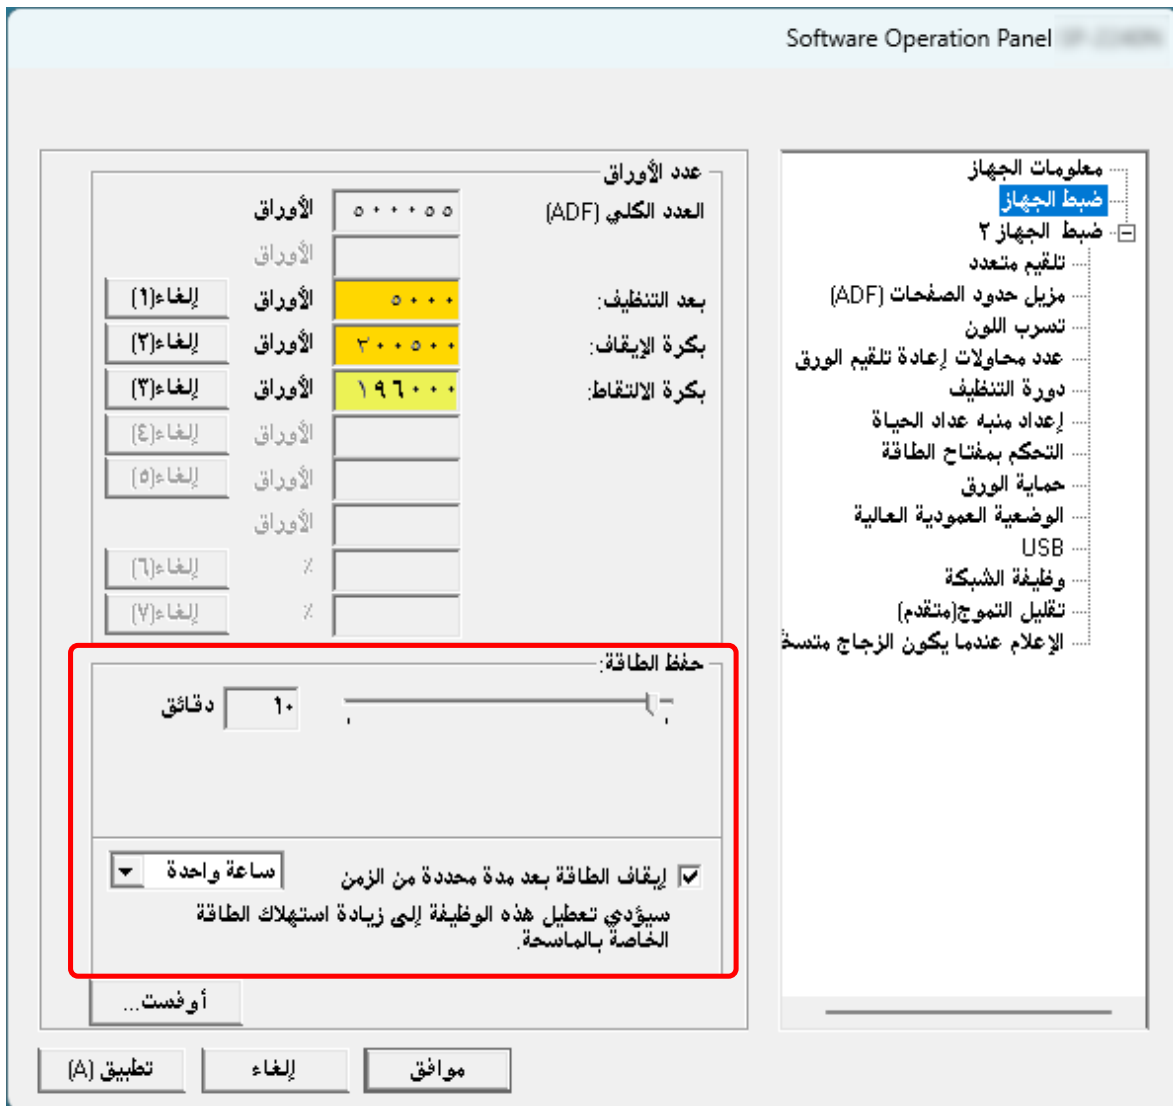 Software Operation Panel
معلومات الجهاز
ضبط الجهاز
ضبط الجهاز ٢
تلقيم متعدد
مزيل حدود الصفحات (ADF)
تسرب اللون
عدد محاولات إعادة تلقيم الورق
دورة التنظيف
إعداد منبه عداد الحياة
التحكم بمفتاح الطاقة
حماية الورق
الوضعية العمودية العالية
USB
وظيفة الشبكة
تقليل التموج(متقدم)
الإعلام عندما يكون الزجاج متسخ
عدد الأوراق
العدد الكلي (ADF) ٥٠٠٠٥٥ الأوراق
الأوراق
بعد التنظيف: ٥٠٠٠ الأوراق إلغاء(١)
بكرة الإيقاف: ٢٠٠٥٠٠ الأوراق إلغاء(٢)
بكرة الالتقاط: ١٩٦٠٠٠ الأوراق إلغاء(٣)
الأوراق إلغاء(٤)
الأوراق إلغاء(٥)
الأوراق
٪ إلغاء(٦)
٪ إلغاء(٧)
حفظ الطاقة:
١٠ دقائق
إيقاف الطاقة بعد مدة محددة من الزمن ساعة واحدة
سيؤدي تعطيل هذه الوظيفة إلى زيادة استهلاك الطاقة
الخاصة بالماسحة.
أوفست...
موافق إلغاء تطبيق (A)